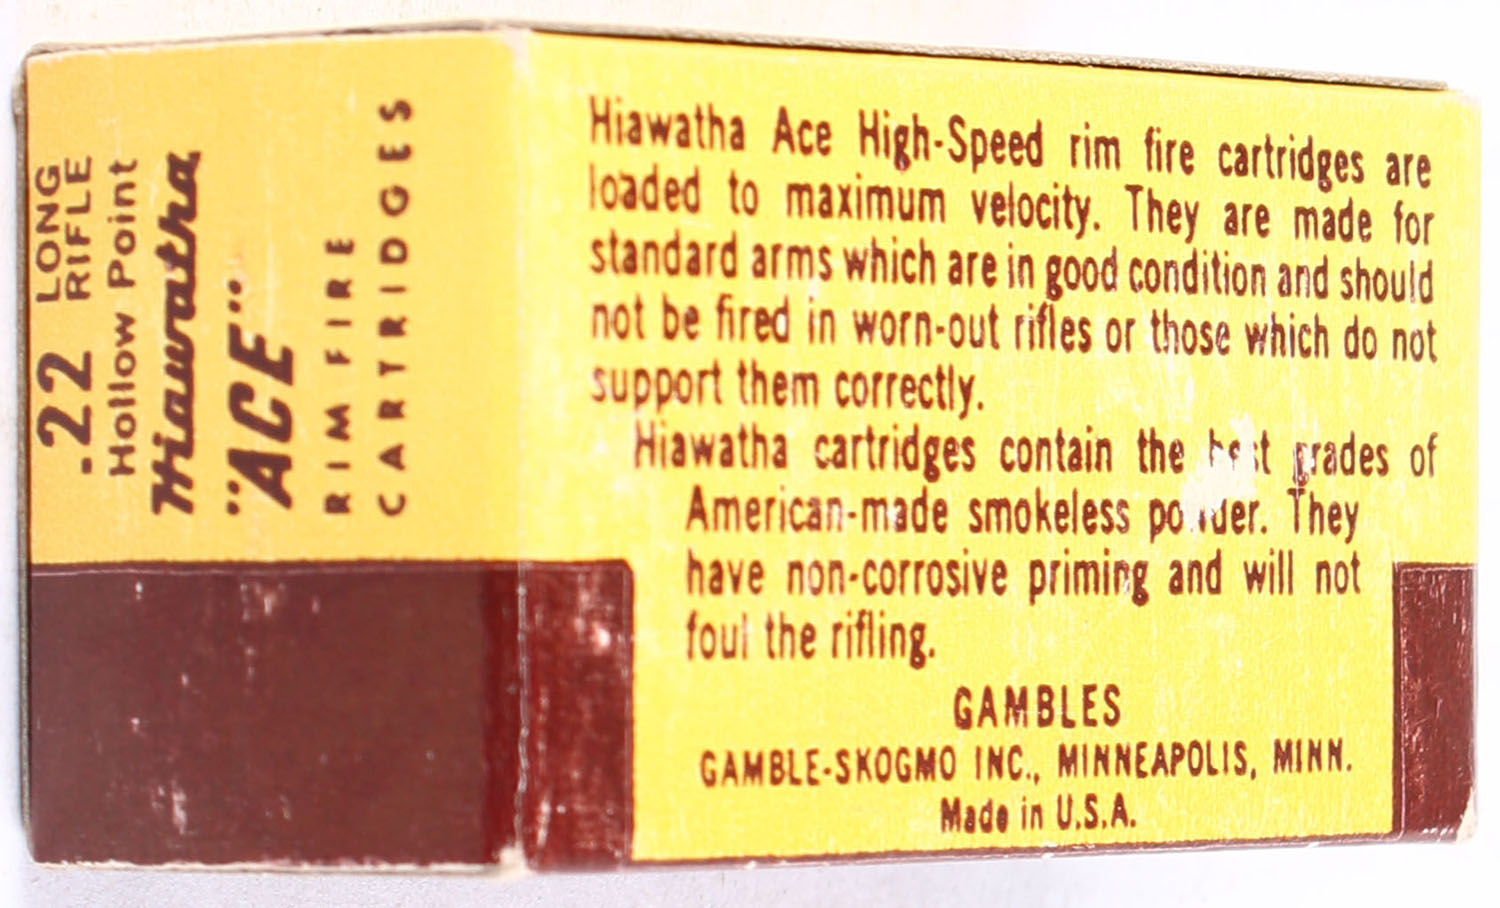 .22 LONG
RIFLE
Hollow Point
Hiawatha
"ACE"
RIM FIRE
CARTRIDGES
Hiawatha Ace High-Speed rim fire cartridges are
loaded to maximum velocity. They are made for
standard arms which are in good condition and should
not be fired in worn-out rifles or those which do not
support them correctly.
Hiawatha cartridges contain the best grades of
American-made smokeless powder. They
have non-corrosive priming and will not
foul the rifling.
GAMBLES
GAMBLE-SKOGMO INC., MINNEAPOLIS, MINN.
Made in U.S.A.